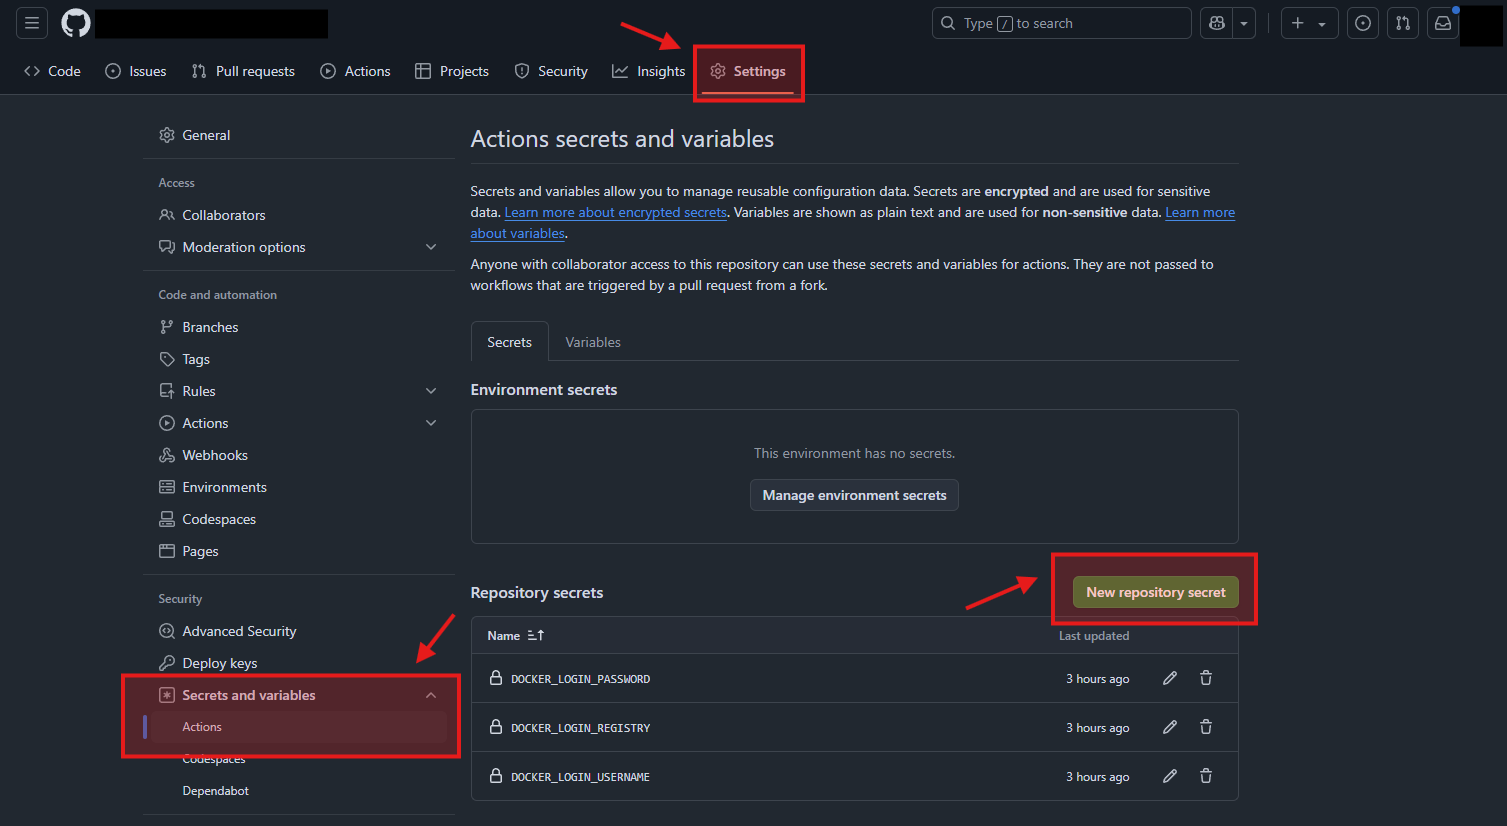 Type / to search
Code
Issues
Pull requests
Actions
Projects
Security
Insights
Settings
General
Access
Collaborators
Moderation options
Code and automation
Branches
Tags
Rules
Actions
Webhooks
Environments
Codespaces
Pages
Security
Advanced Security
Deploy keys
Secrets and variables
Actions
Codespaces
Dependabot
Actions secrets and variables
Secrets and variables allow you to manage reusable configuration data. Secrets are encrypted and are used for sensitive
data. Learn more about encrypted secrets. Variables are shown as plain text and are used for non-sensitive data. Learn more
about variables.
Anyone with collaborator access to this repository can use these secrets and variables for actions. They are not passed to
workflows that are triggered by a pull request from a fork.
Secrets
Variables
Environment secrets
This environment has no secrets.
Manage environment secrets
Repository secrets
New repository secret
Name
Last updated
DOCKER_LOGIN_PASSWORD
3 hours ago
DOCKER_LOGIN_REGISTRY
3 hours ago
DOCKER_LOGIN_USERNAME
3 hours ago